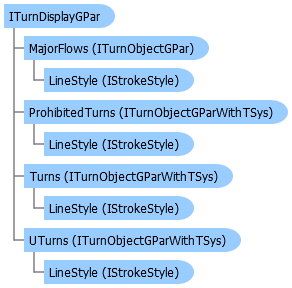 ITurnDisplayGPar
MajorFlows (ITurnObjectGPar)
LineStyle (IStrokeStyle)
ProhibitedTurns (ITurnObjectGParWithTSys)
LineStyle (IStrokeStyle)
Turns (ITurnObjectGParWithTSys)
LineStyle (IStrokeStyle)
UTurns (ITurnObjectGParWithTSys)
LineStyle (IStrokeStyle)